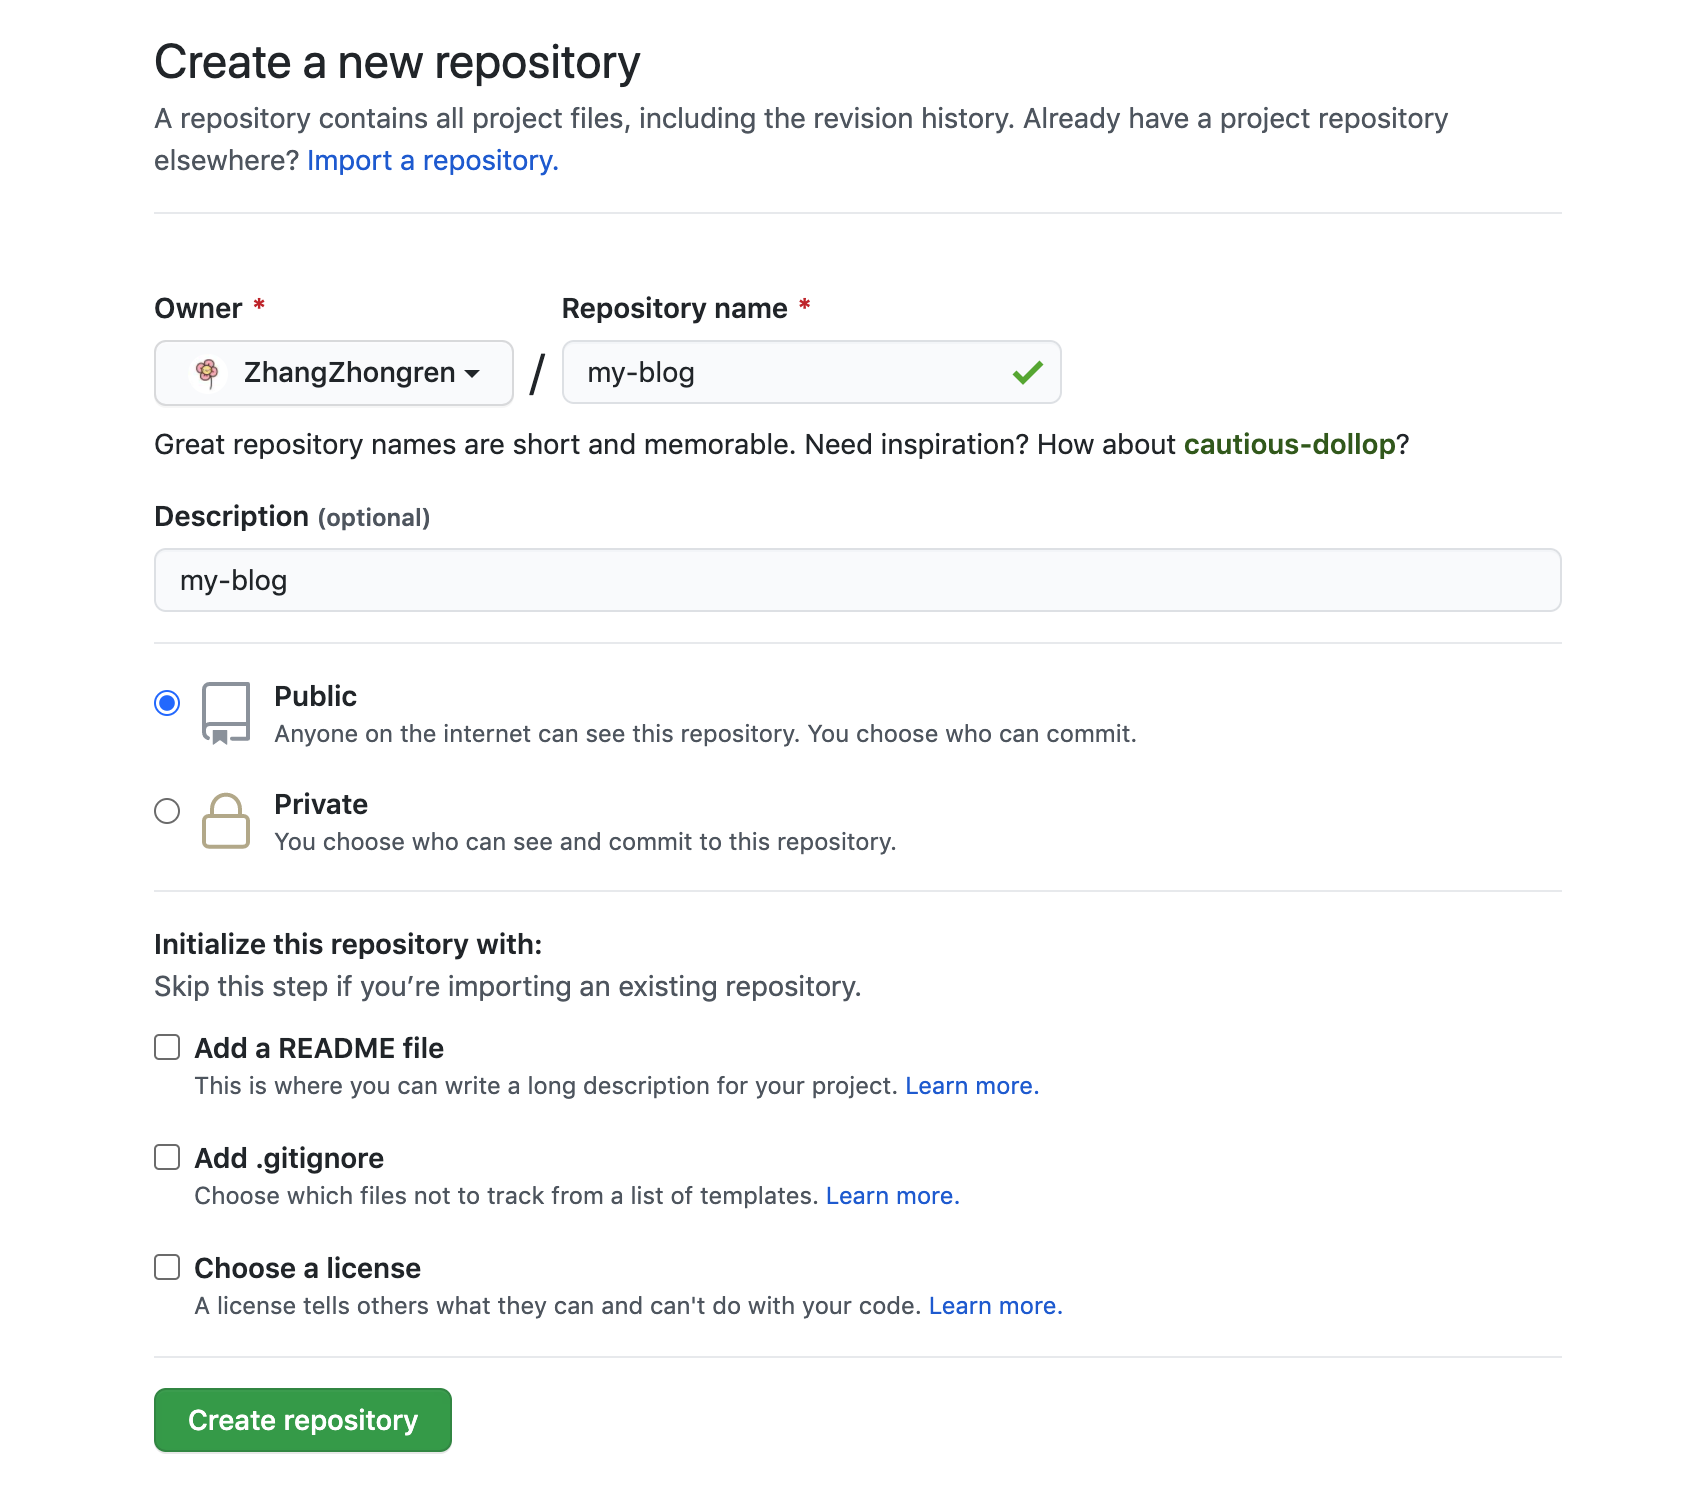 Create a new repository
A repository contains all project files, including the revision history. Already have a project repository
elsewhere? Import a repository.
Owner *
Repository name *
ZhangZhongren
/
my-blog
Great repository names are short and memorable. Need inspiration? How about cautious-dollop?
Description (optional)
my-blog
Public
Anyone on the internet can see this repository. You choose who can commit.
Private
You choose who can see and commit to this repository.
Initialize this repository with:
Skip this step if you’re importing an existing repository.
Add a README file
This is where you can write a long description for your project. Learn more.
Add .gitignore
Choose which files not to track from a list of templates. Learn more.
Choose a license
A license tells others what they can and can't do with your code. Learn more.
Create repository